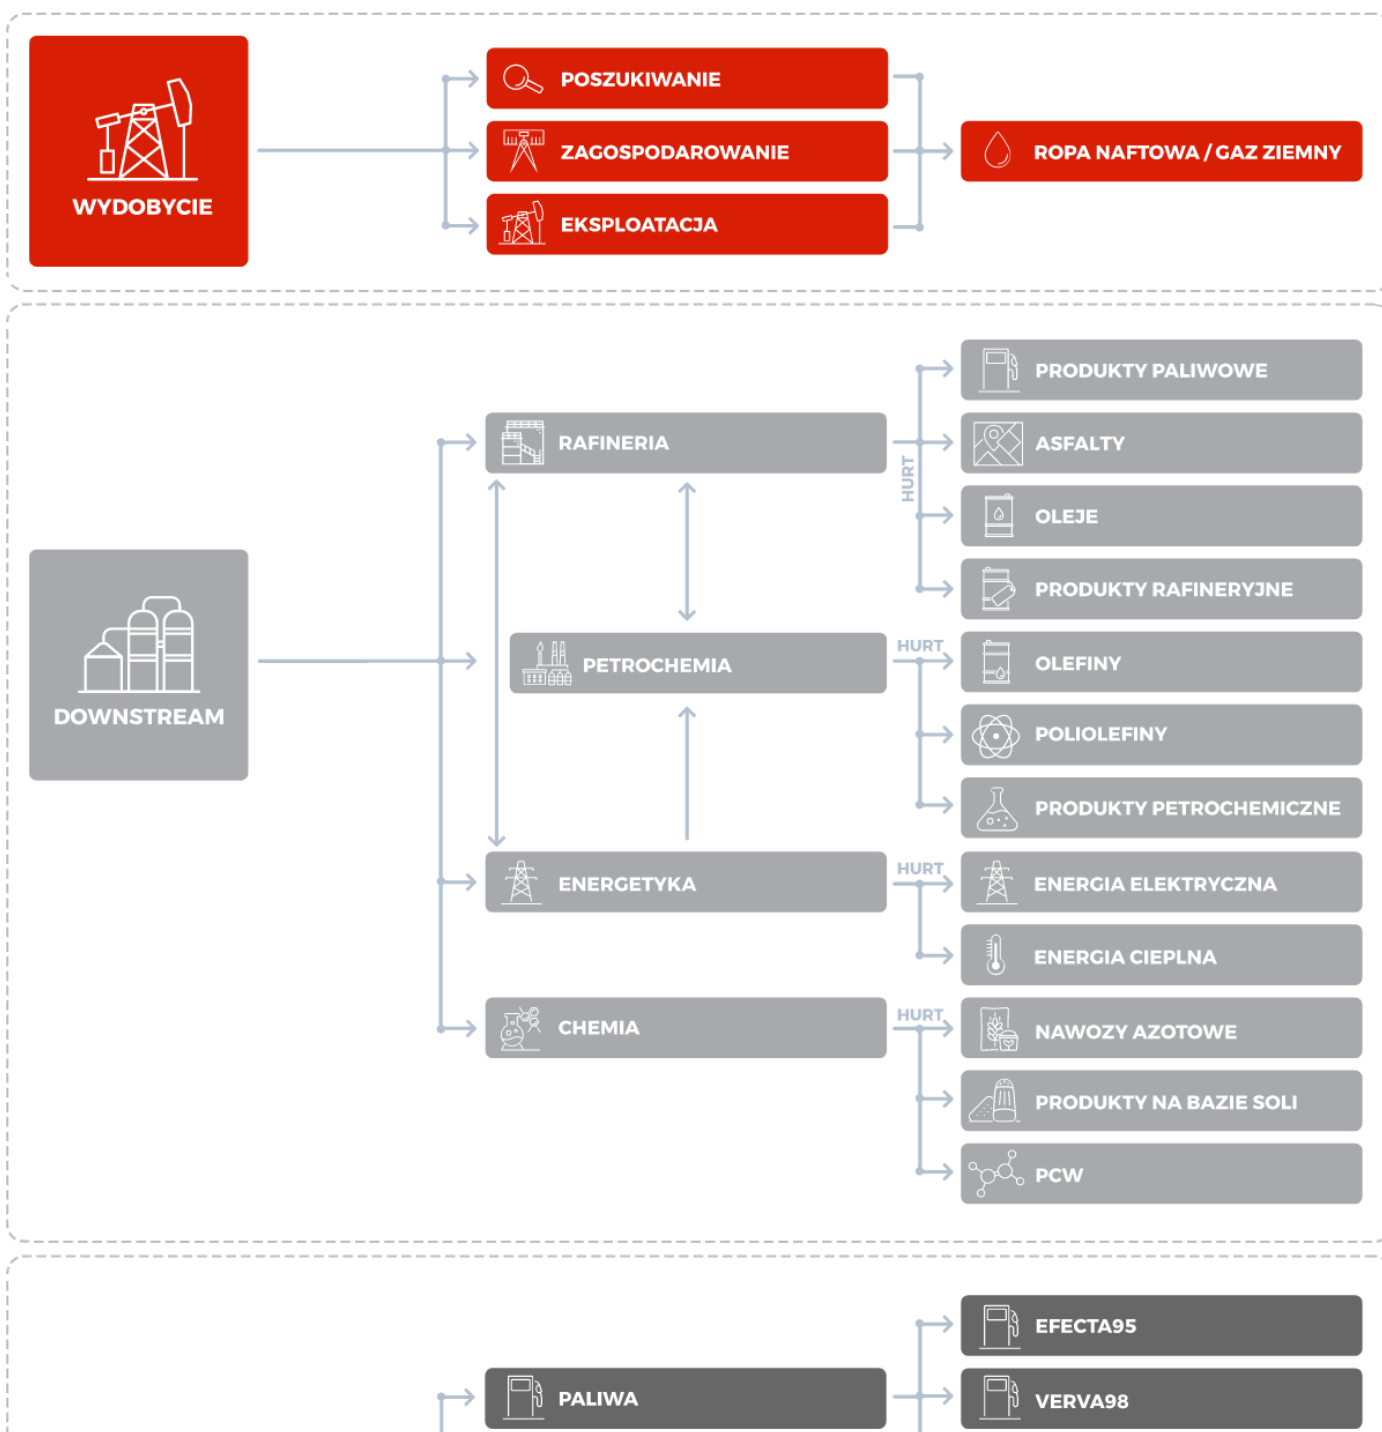 WYDOBYCIE
POSZUKIWANIE
ZAGOSPODAROWANIE
EKSPLOATACJA
ROPA NAFTOWA / GAZ ZIEMNY
DOWNSTREAM
RAFINERIA
HURT
PRODUKTY PALIWOWE
ASFALTY
OLEJE
PRODUKTY RAFINERYJNE
PETROCHEMIA
HURT
OLEFINY
POLIOLEFINY
PRODUKTY PETROCHEMICZNE
ENERGETYKA
HURT
ENERGIA ELEKTRYCZNA
ENERGIA CIEPLNA
CHEMIA
HURT
NAWOZY AZOTOWE
PRODUKTY NA BAZIE SOLI
PCW
PALIWA
EFECTA95
VERVA98